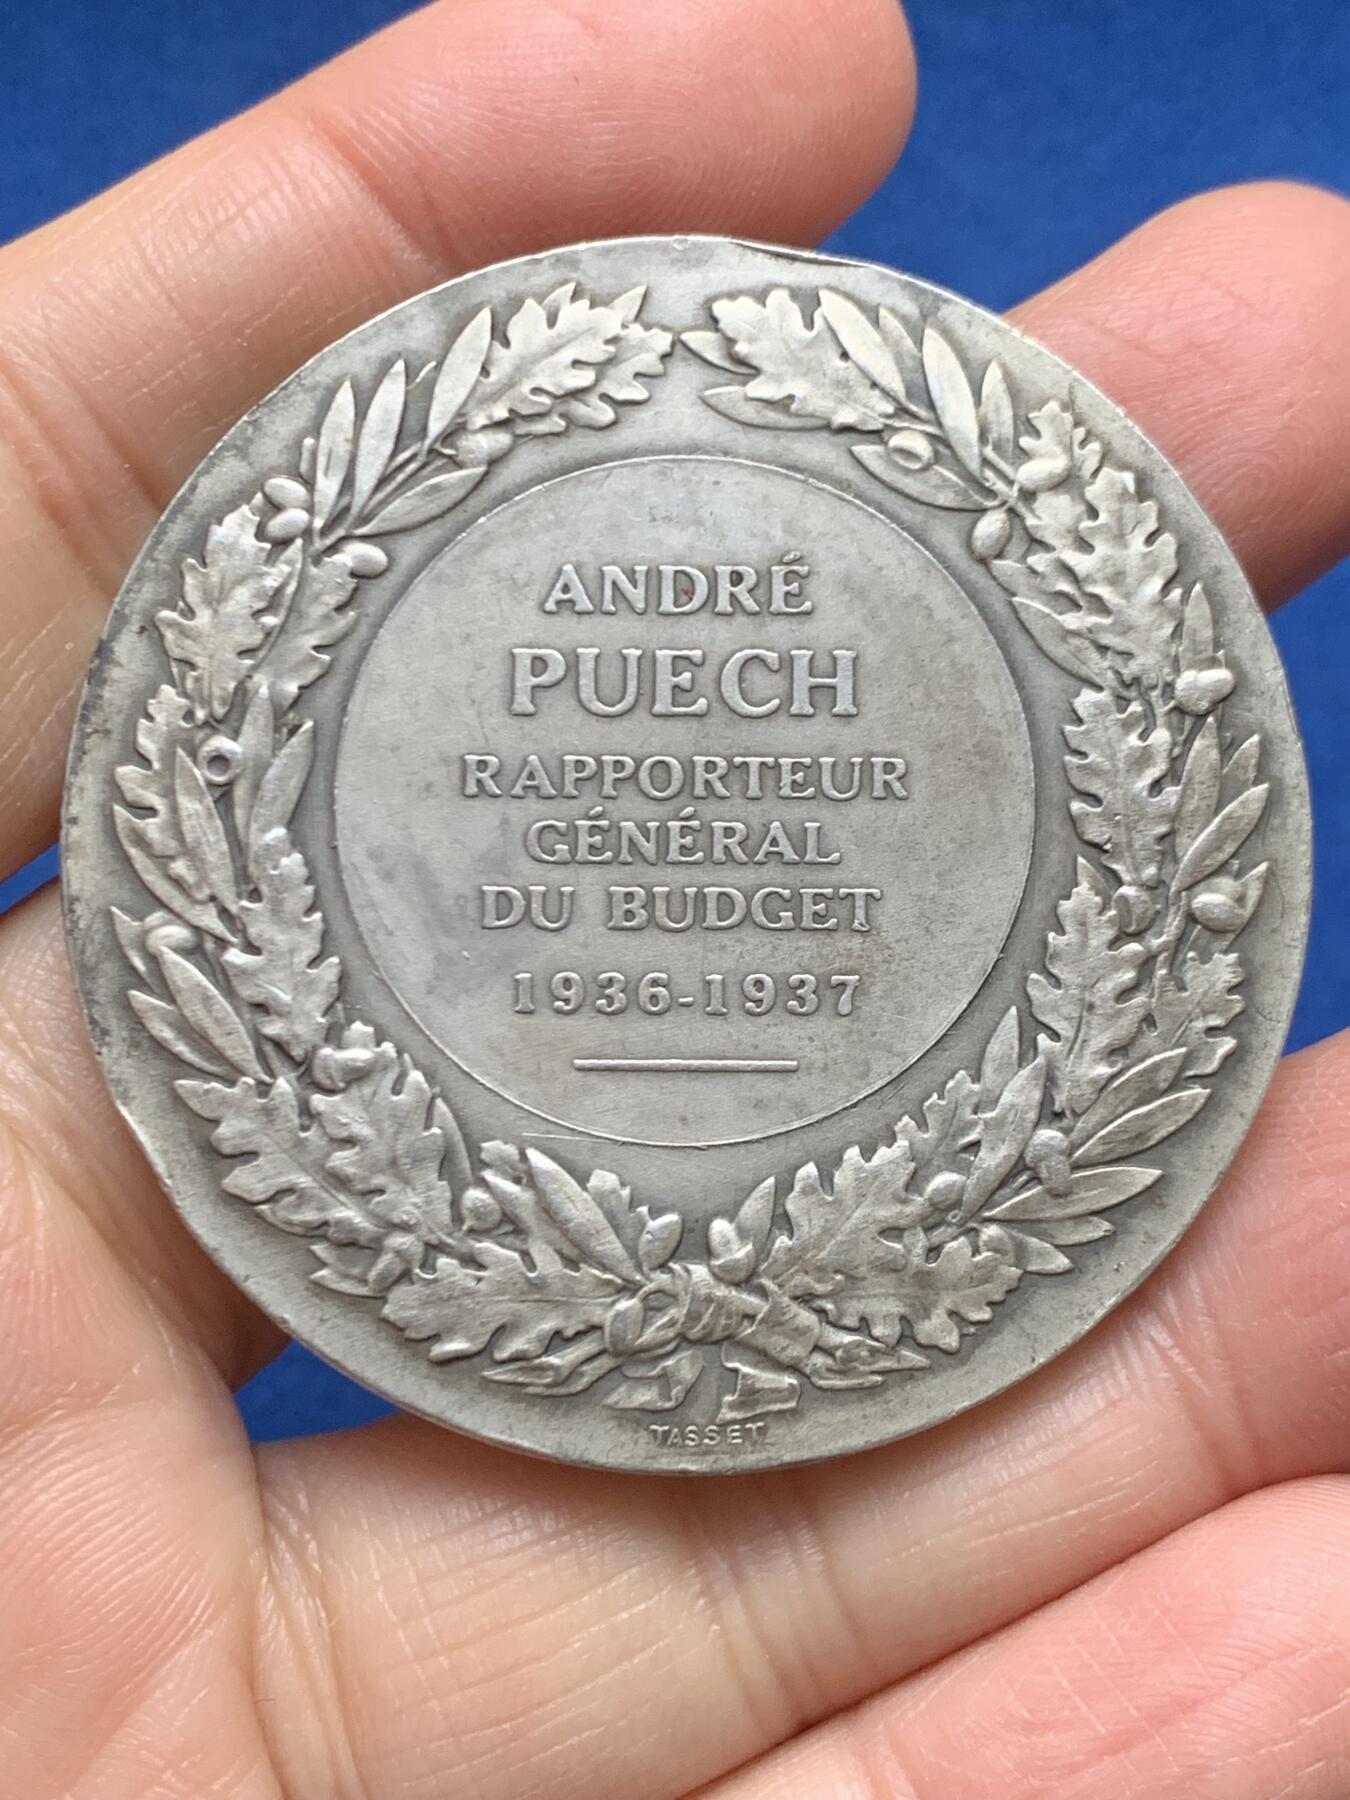 ANDRÉ
PUECH
RAPPORTEUR
GÉNÉRAL
DU BUDGET
1936-1937
TASSET